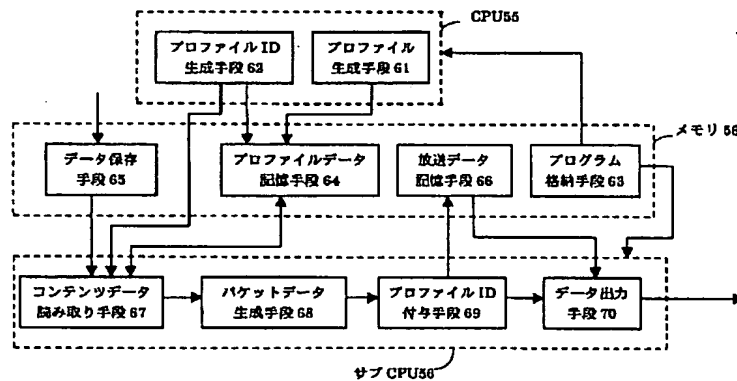 CPU55
プロファイル ID
生成手段 62
プロファイル
生成手段 61
メモリ 58
データ保存
手段 65
プロファイルデータ
記憶手段 64
放送データ
記憶手段 66
プログラム
格納手段 63
コンテンツデータ
読み取り手段 67
パケットデータ
生成手段 68
プロファイル ID
付与手段 69
データ出力
手段 70
サブ CPU56